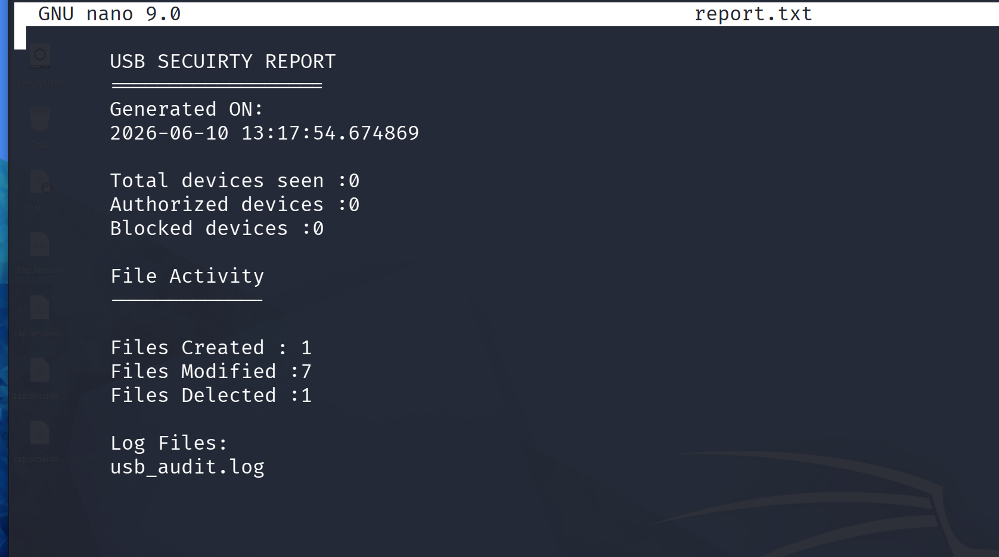 GNU nano 9.0 report.txt
USB SECUIRTY REPORT
==================
Generated ON:
2026-06-10 13:17:54.674869
Total devices seen :0
Authorized devices :0
Blocked devices :0
File Activity
-------------
Files Created : 1
Files Modified :7
Files Delected :1
Log Files:
usb_audit.log
File System
Trash
text.txt
zap.session
zap.session...
zap.session...
zap.session...